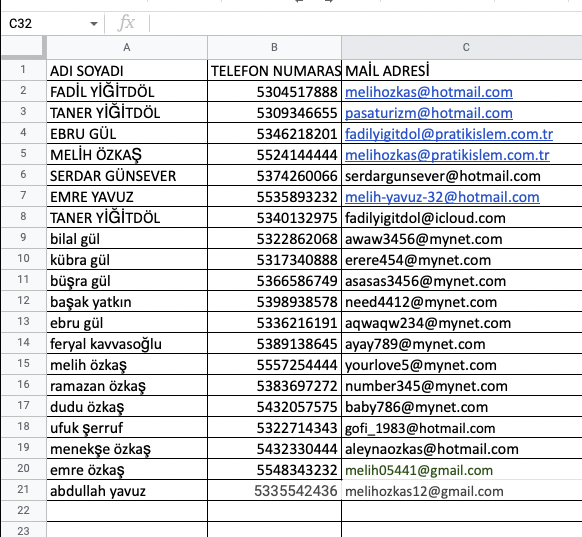 C32 fx
A B C
1 ADI SOYADI TELEFON NUMARAS MAİL ADRESİ
2 FADİL YİĞİTDÖL 5304517888 melihozkas@hotmail.com
3 TANER YİĞİTDÖL 5309346655 pasaturizm@hotmail.com
4 EBRU GÜL 5346218201 fadilyigitdol@pratikislem.com.tr
5 MELİH ÖZKAŞ 5524144444 melihozkas@pratikislem.com.tr
6 SERDAR GÜNSEVER 5374260066 serdargunsever@hotmail.com
7 EMRE YAVUZ 5535893232 melih-yavuz-32@hotmail.com
8 TANER YİĞİTDÖL 5340132975 fadilyigitdol@icloud.com
9 bilal gül 5322862068 awaw3456@mynet.com
10 kübra gül 5317340888 erere454@mynet.com
11 büşra gül 5366586749 asasas3456@mynet.com
12 başak yatkın 5398938578 need4412@mynet.com
13 ebru gül 5336216191 aqwaqw234@mynet.com
14 feryal kavvasoğlu 5389138645 ayay789@mynet.com
15 melih özkaş 5557254444 yourlove5@mynet.com
16 ramazan özkaş 5383697272 number345@mynet.com
17 dudu özkaş 5432057575 baby786@mynet.com
18 ufuk şerruf 5322714343 gofi_1983@hotmail.com
19 menekşe özkaş 5432330444 aleynaozkas@hotmail.com
20 emre özkaş 5548343232 melih05441@gmail.com
21 abdullah yavuz 5335542436 melihozkas12@gmail.com
22
23